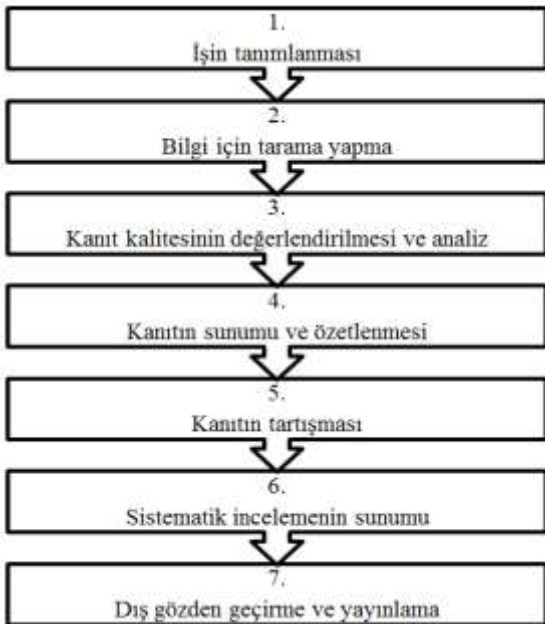 1.
İşin tanımlanması
2.
Bilgi için tarama yapma
3.
Kanıt kalitesinin değerlendirilmesi ve analiz
4.
Kanıtın sunumu ve özetlenmesi
5.
Kanıtın tartışması
6.
Sistematik incelemenin sunumu
7.
Dış gözden geçirme ve yayınlama